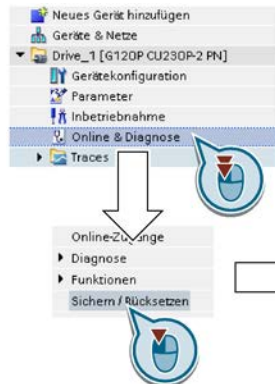 Neues Gerät hinzufügen
Geräte & Netze
Drive_1 [G120P CU230P-2 PN]
Gerätekonfiguration
Parameter
Inbetriebnahme
Online & Diagnose
Traces
Online-Zugänge
Diagnose
Funktionen
Sichern / Rücksetzen